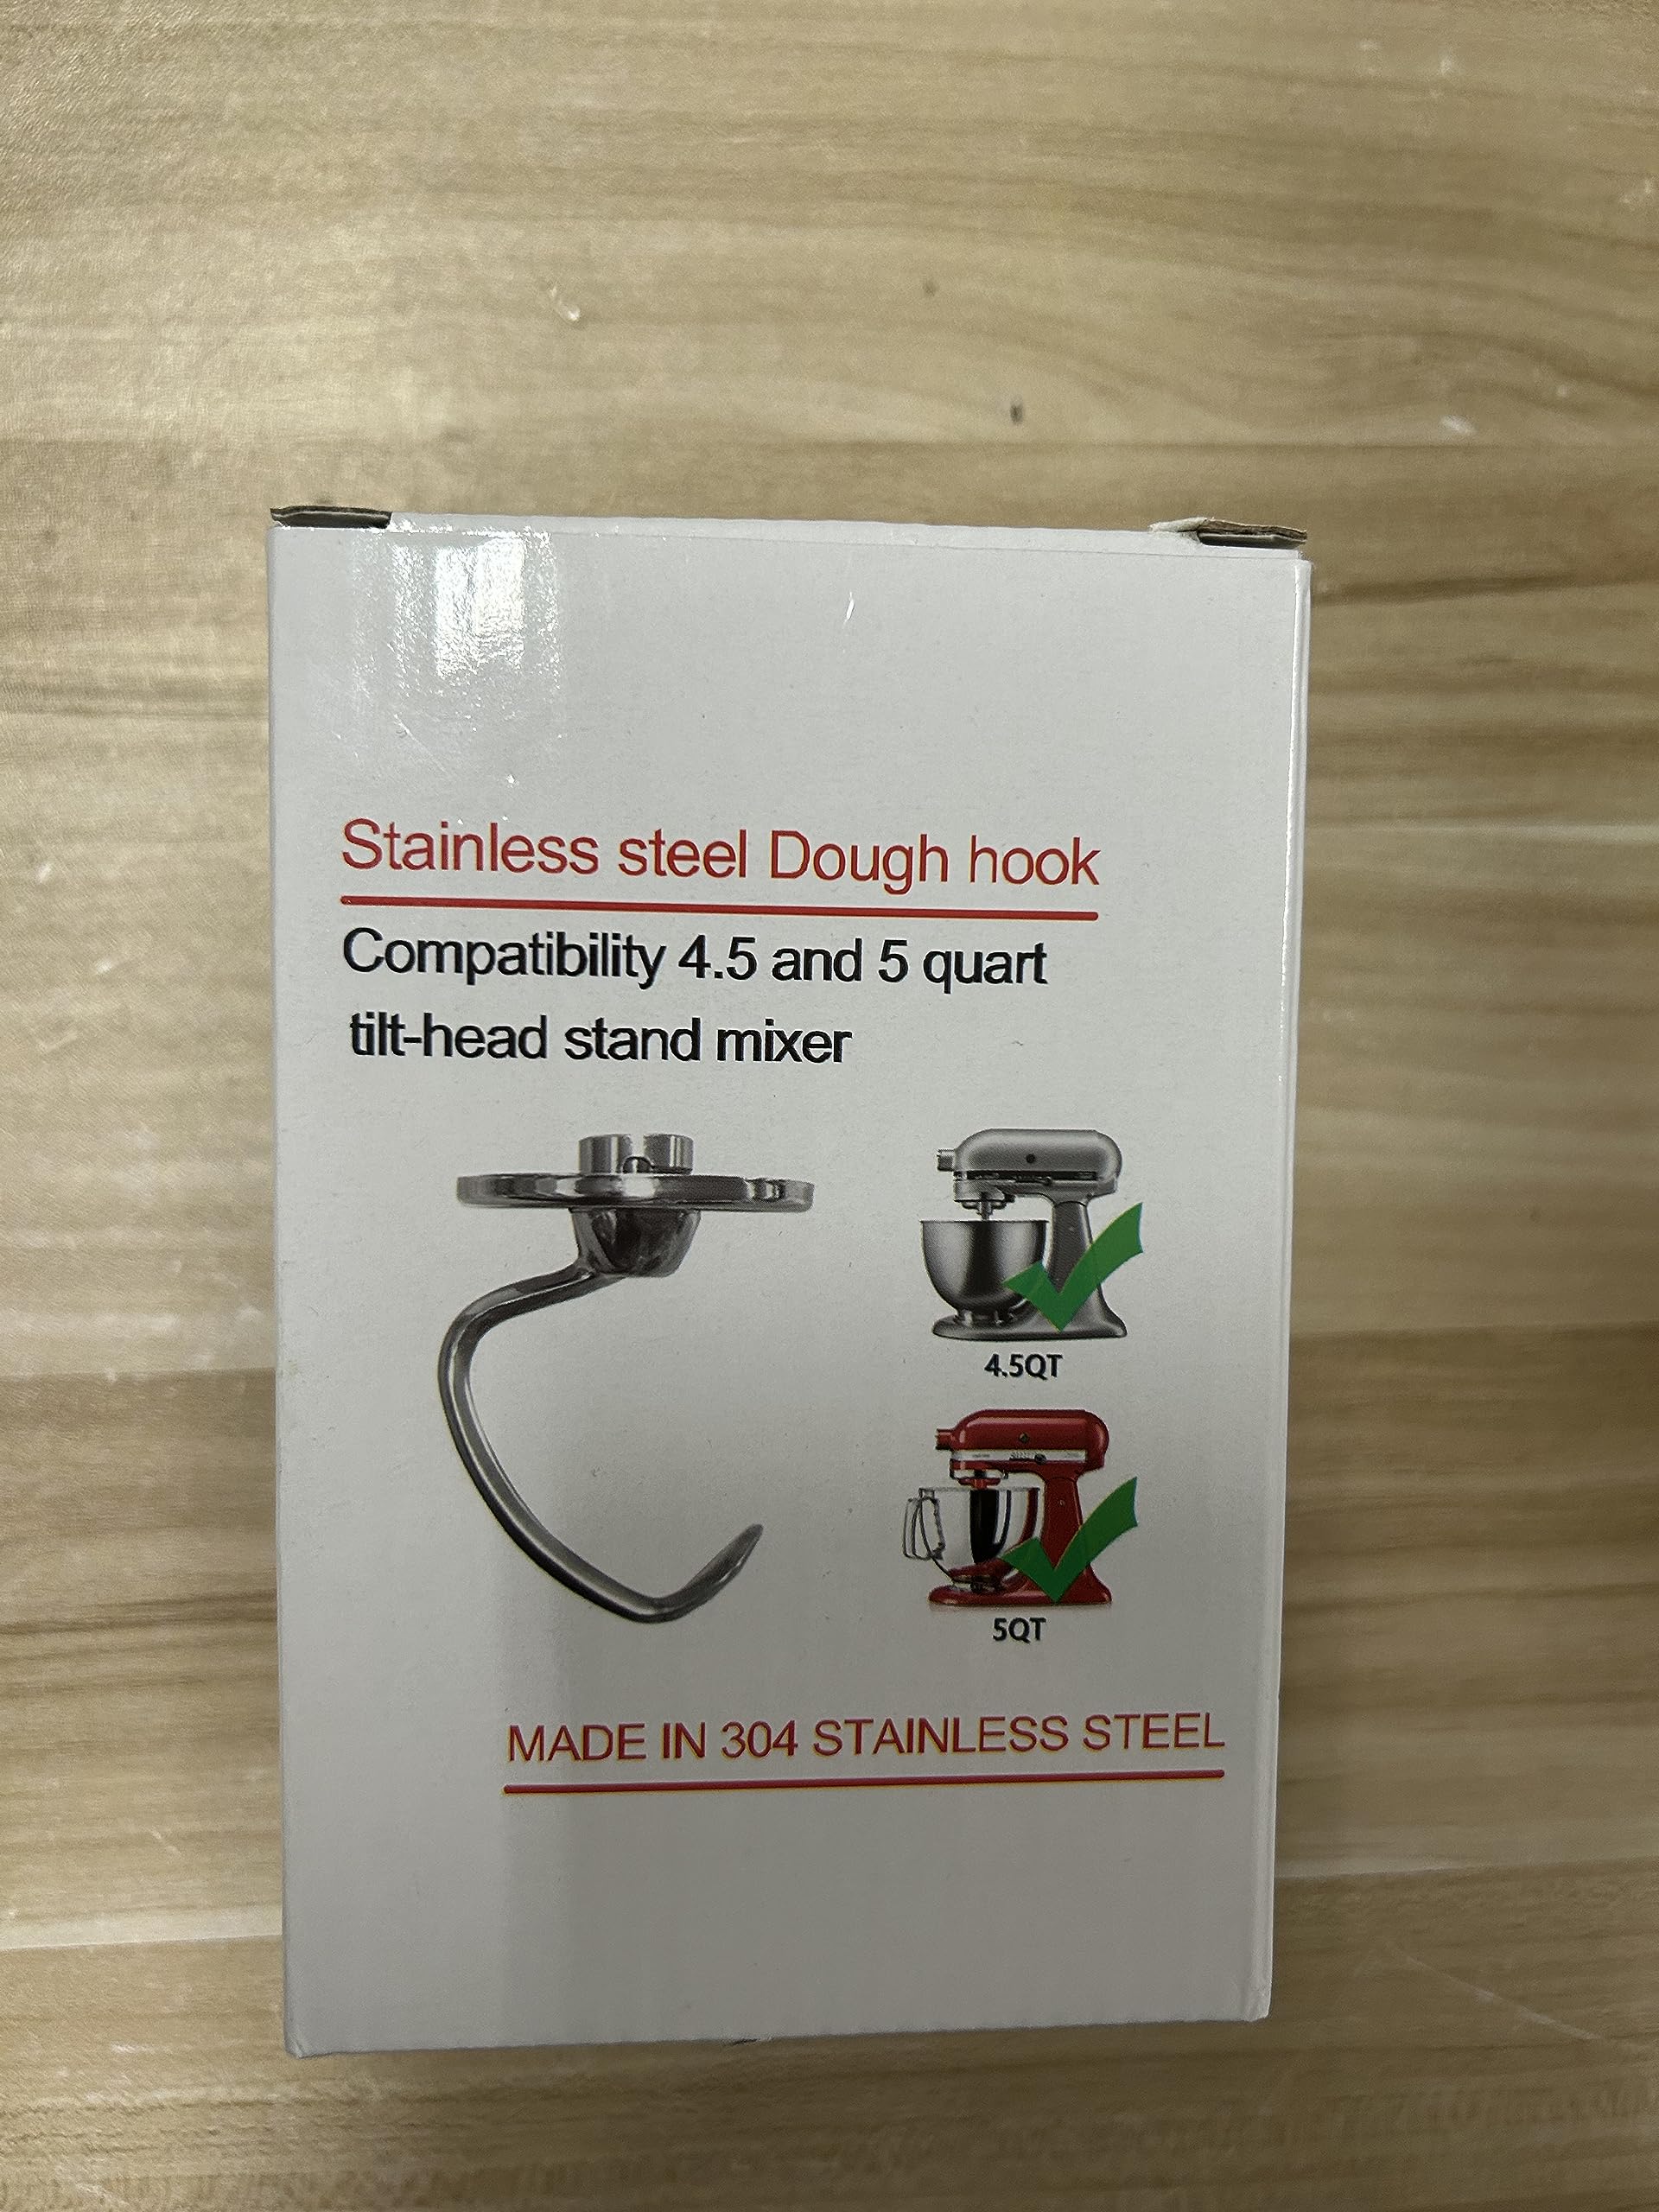 Stainless steel Dough hook
Compatibility 4.5 and 5 quart
tilt-head stand mixer
4.5QT
5QT
MADE IN 304 STAINLESS STEEL